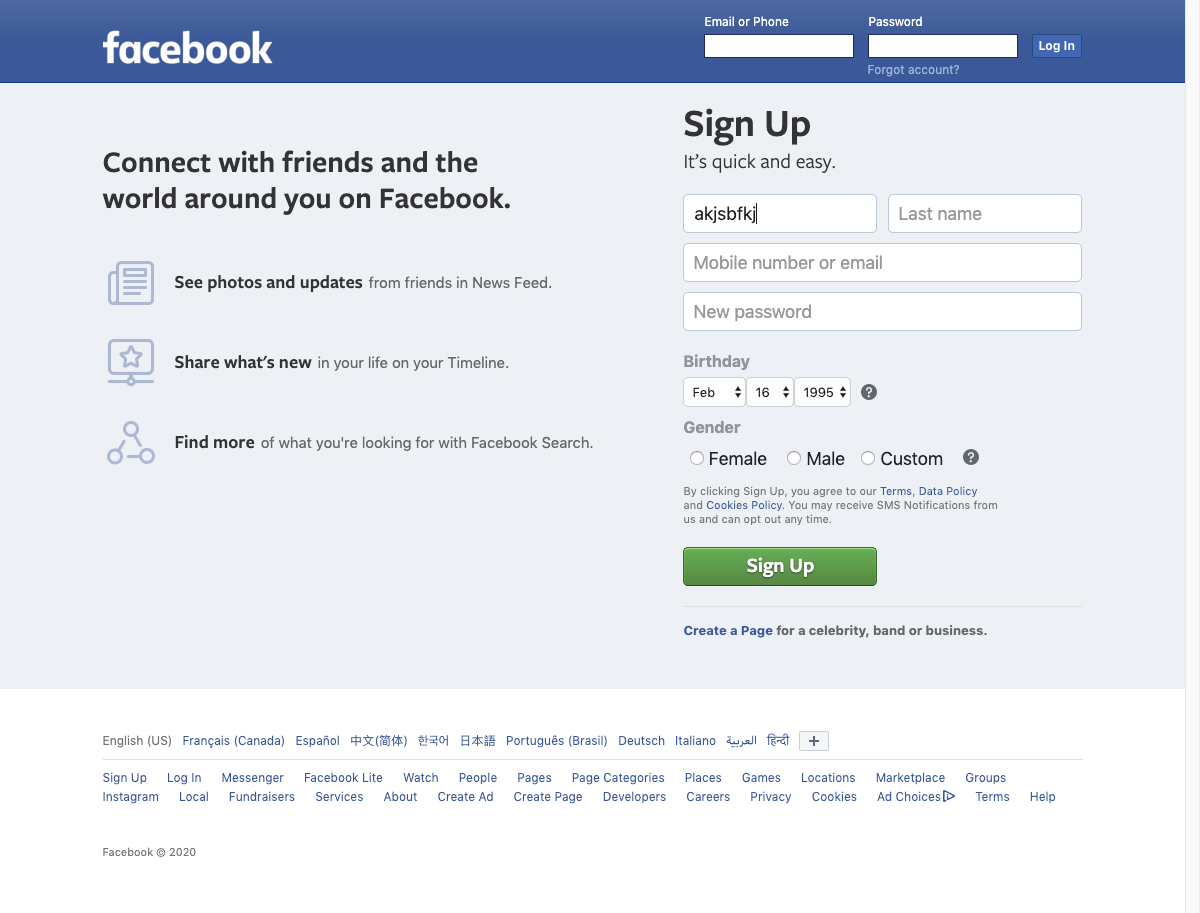 facebook
Email or Phone
Password
Log In
Forgot account?
Connect with friends and the
world around you on Facebook.
See photos and updates from friends in News Feed.
Share what's new in your life on your Timeline.
Find more of what you're looking for with Facebook Search.
Sign Up
It's quick and easy.
akjsbfkj Last name
Mobile number or email
New password
Birthday
Feb 16 1995 ?
Gender
Female Male Custom ?
By clicking Sign Up, you agree to our Terms, Data Policy
and Cookies Policy. You may receive SMS Notifications from
us and can opt out any time.
Sign Up
Create a Page for a celebrity, band or business.
English (US) Français (Canada) Español 中文(简体) 한국어 日本語 Português (Brasil) Deutsch Italiano العربية हिन्दी +
Sign Up Log In Messenger Facebook Lite Watch People Pages Page Categories Places Games Locations Marketplace Groups
Instagram Local Fundraisers Services About Create Ad Create Page Developers Careers Privacy Cookies Ad Choices Terms Help
Facebook © 2020